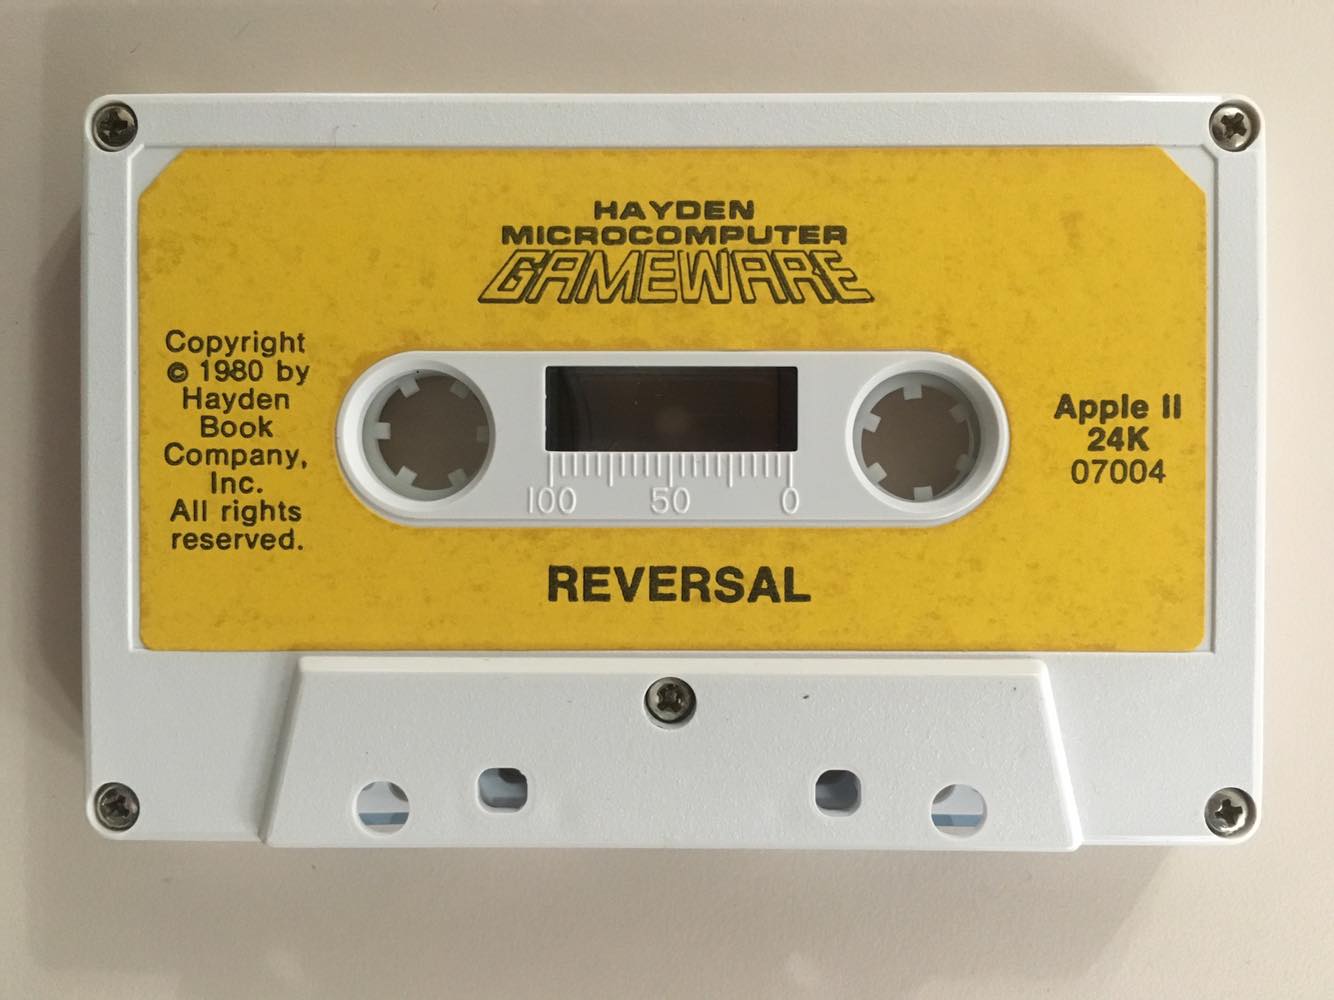 HAYDEN
MICROCOMPUTER
GAMEWARE
Copyright
© 1980 by
Hayden
Book
Company,
Inc.
All rights
reserved.
Apple II
24K
07004
100 50 0
REVERSAL